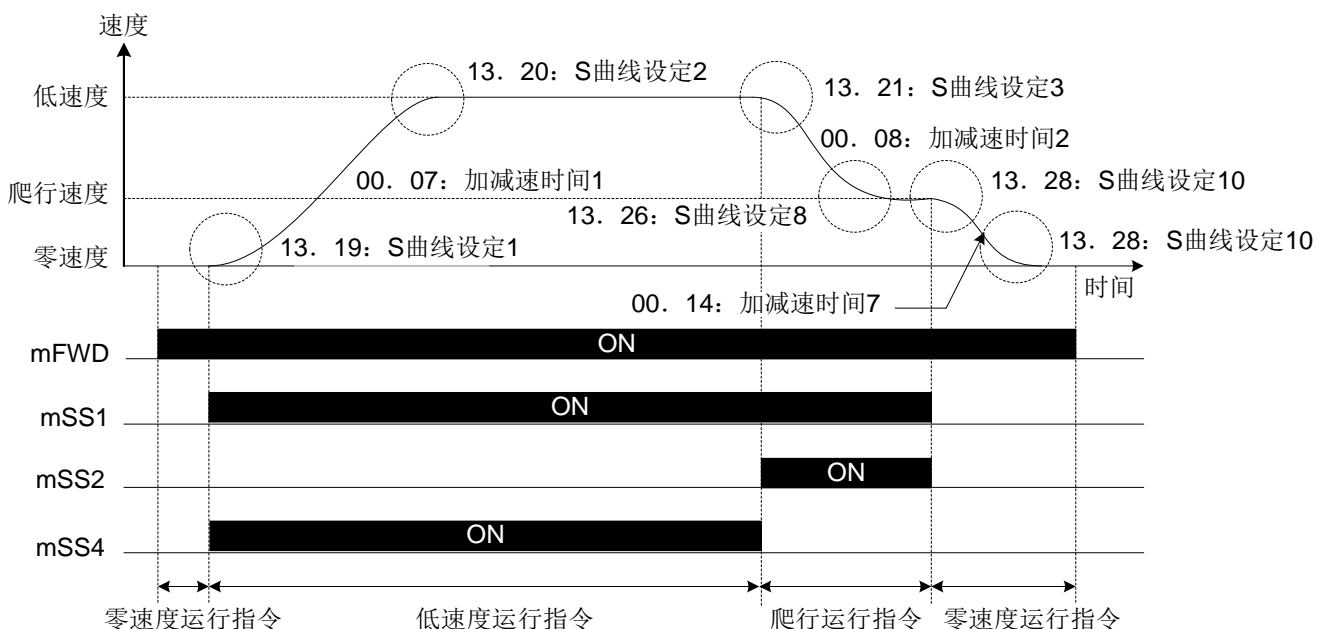 速度
13．20：S曲线设定2
低速度
13．21：S曲线设定3
00．08：加减速时间2
00．07：加减速时间1
爬行速度
13．28：S曲线设定10
13．26：S曲线设定8
13．19：S曲线设定1
13．28：S曲线设定10
零速度
时间
00．14：加减速时间7
mFWD
ON
mSS1
ON
mSS2
ON
mSS4
ON
零速度运行指令
低速度运行指令
爬行运行指令
零速度运行指令